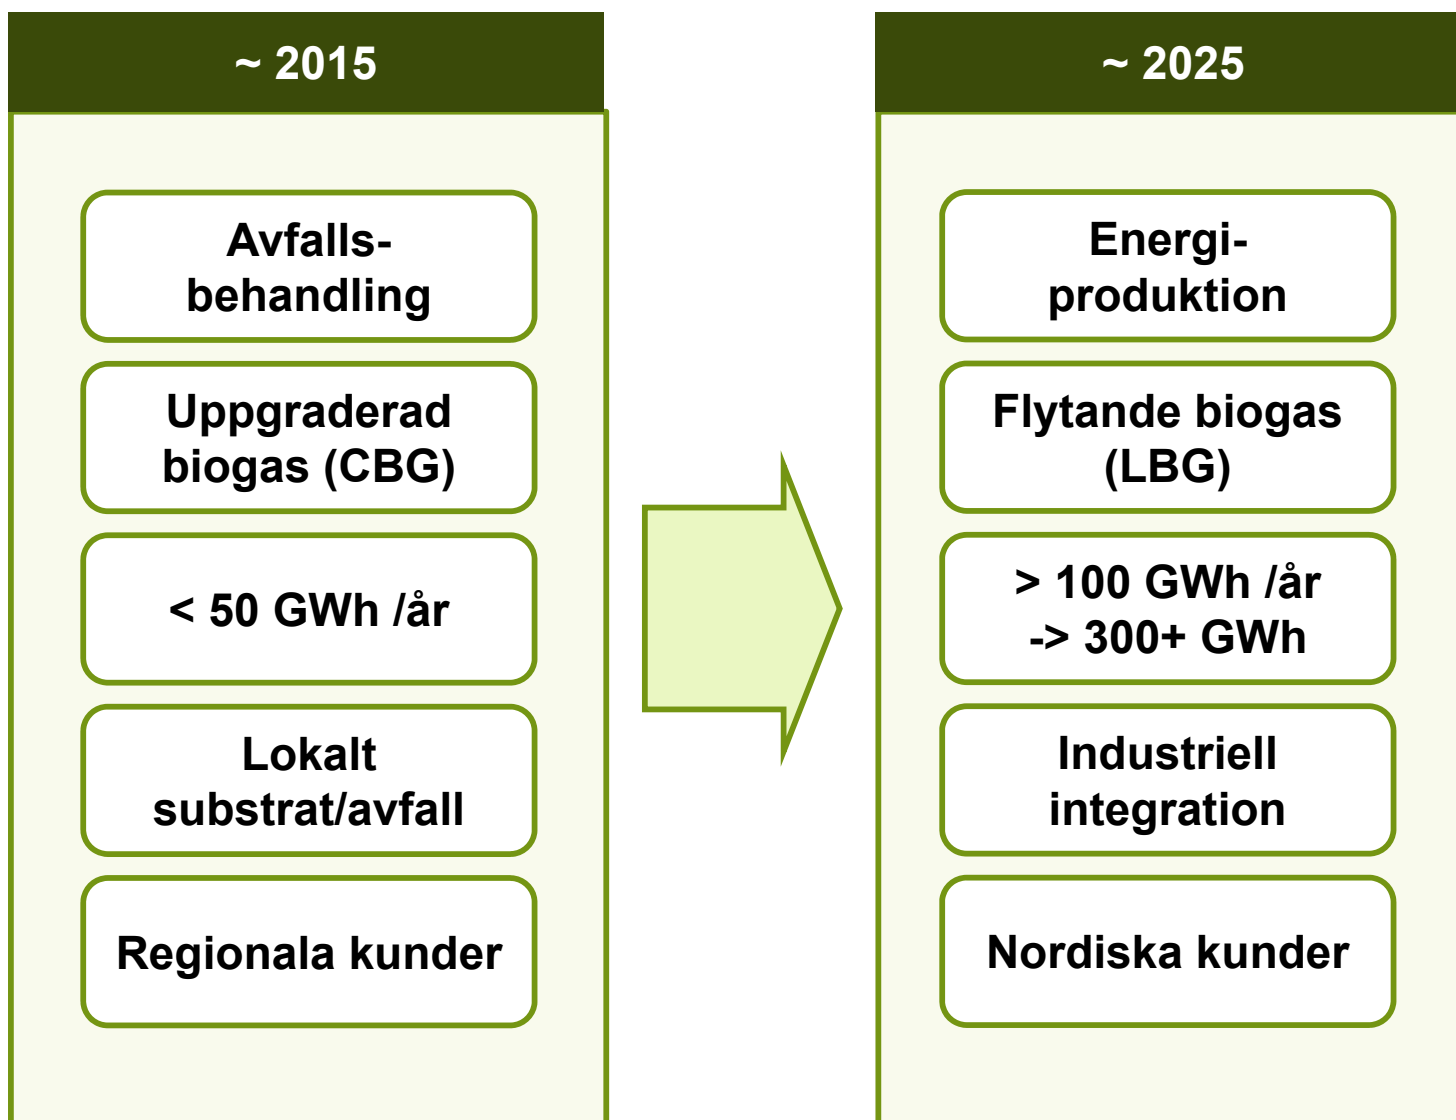 ~ 2015
Avfalls-
behandling
Uppgraderad
biogas (CBG)
< 50 GWh /år
Lokalt
substrat/avfall
Regionala kunder
~ 2025
Energi-
produktion
Flytande biogas
(LBG)
> 100 GWh /år
-> 300+ GWh
Industriell
integration
Nordiska kunder